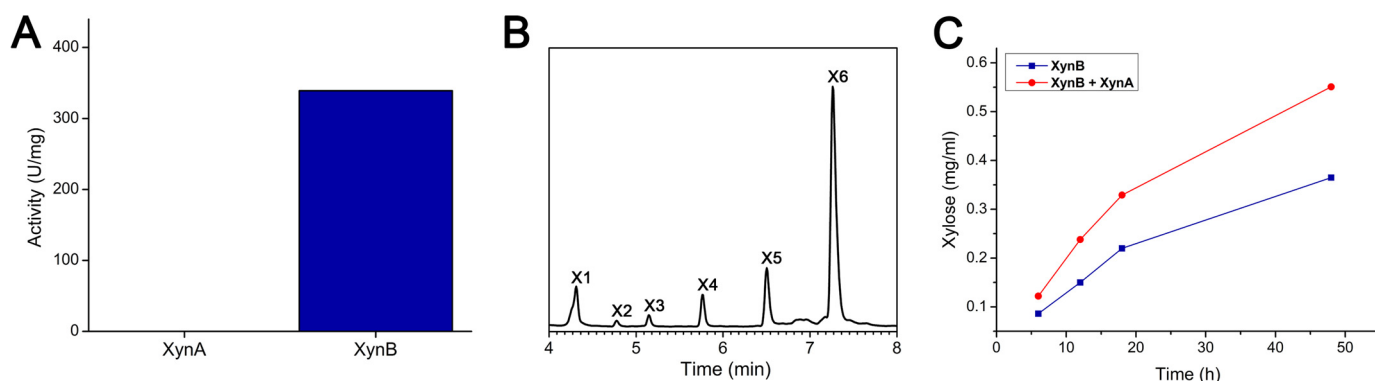 A
Activity (U/mg)
400
300
200
100
0
XynA
XynB
B
X1
X2
X3
X4
X5
X6
4
5
6
7
8
Time (min)
C
XynB
XynB + XynA
Xylose (mg/ml)
0.6
0.5
0.4
0.3
0.2
0.1
0
10
20
30
40
50
Time (h)